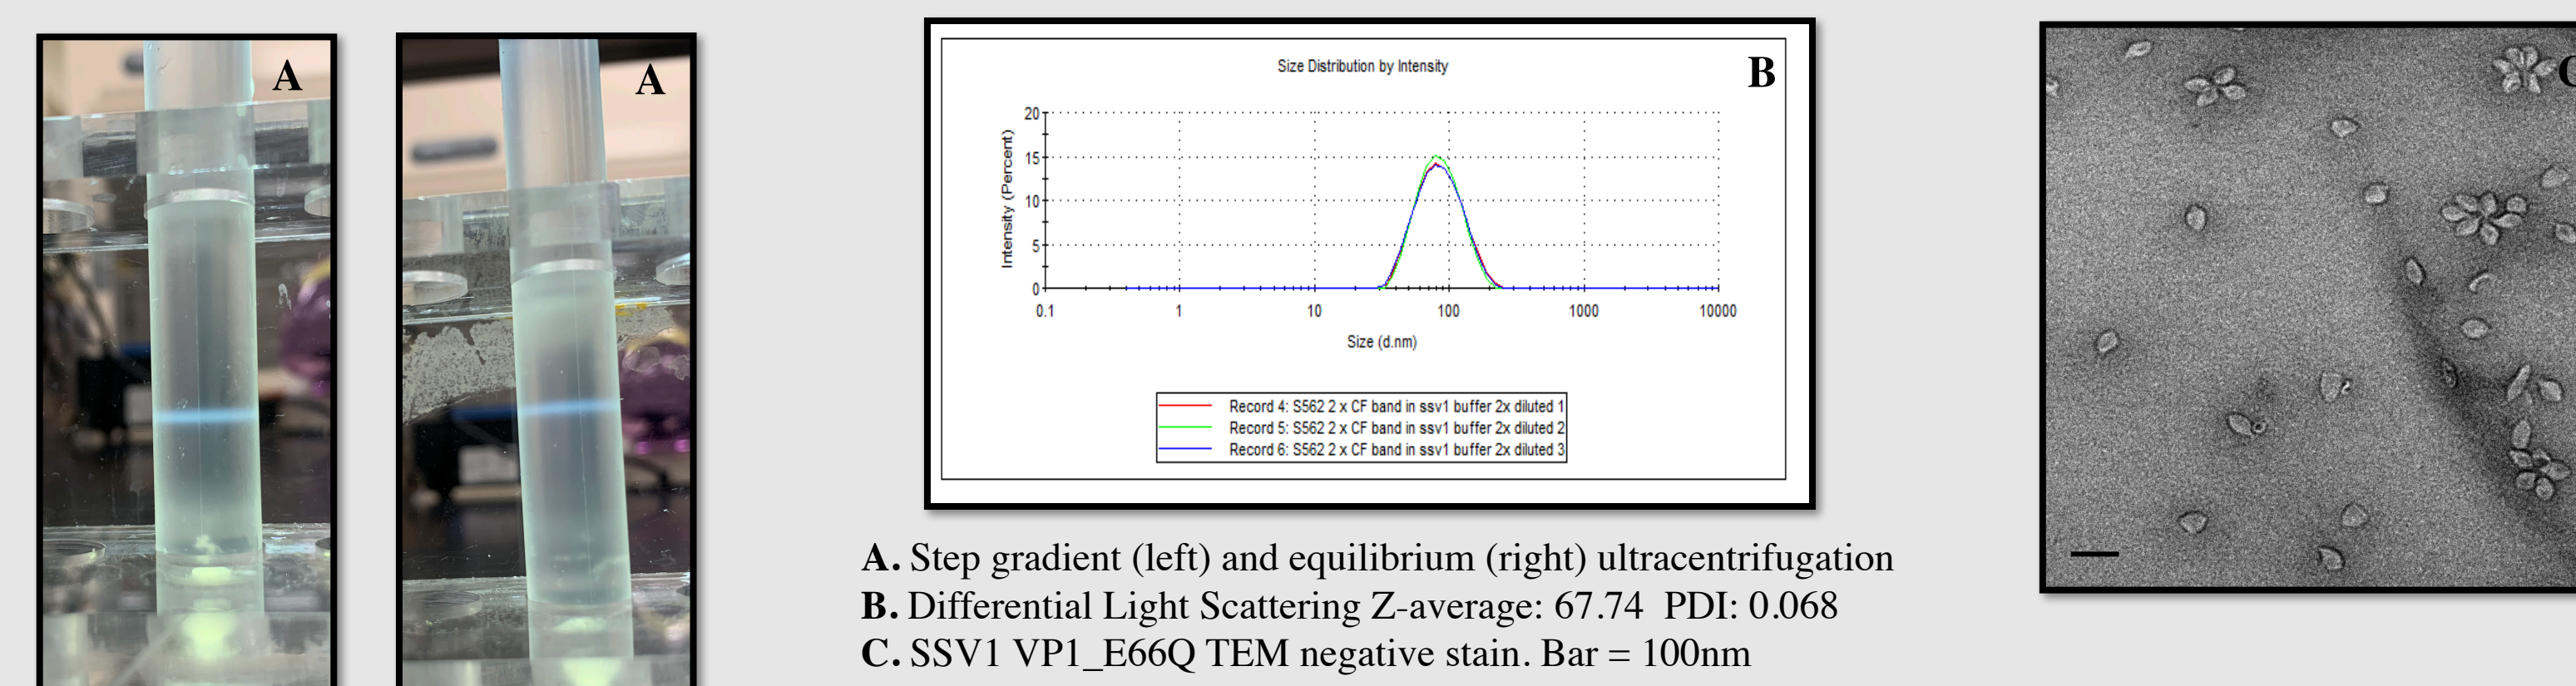 A
A
B
Size Distribution by Intensity
20
15
10
5
0
Intensity (Percent)
0.1 1 10 100 1000 10000
Size (d.nm)
Record 4: S562 2 x CF band in ssv1 buffer 2x diluted 1
Record 5: S562 2 x CF band in ssv1 buffer 2x diluted 2
Record 6: S562 2 x CF band in ssv1 buffer 2x diluted 3
A. Step gradient (left) and equilibrium (right) ultracentrifugation
B. Differential Light Scattering Z-average: 67.74 PDI: 0.068
C. SSV1 VP1_E66Q TEM negative stain. Bar = 100nm